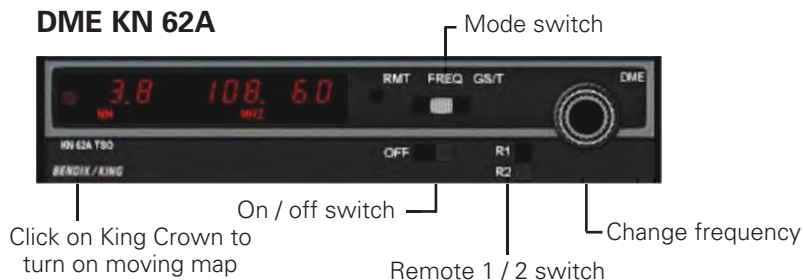 DME KN 62A
Mode switch
3.8 108. 60
NM MHZ
RMT FREQ GS/T
DME
KN 62A TSO
BENDIX/KING
OFF
R1
R2
On / off switch
Click on King Crown to
turn on moving map
Remote 1 / 2 switch
Change frequency